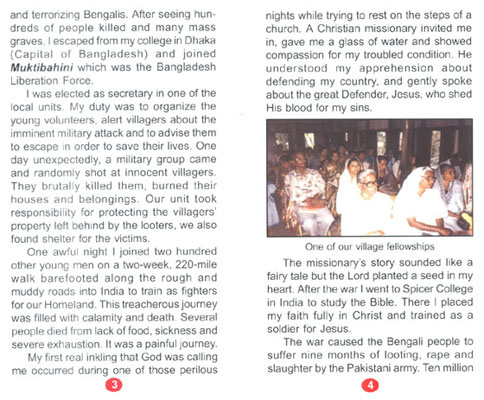 and terrorizing Bengalis. After seeing hun-
dreds of people killed and many mass
graves, I escaped from my college in Dhaka
(Capital of Bangladesh) and joined
Muktibahini which was the Bangladesh
Liberation Force.
I was elected as secretary in one of the
local units. My duty was to organize the
young volunteers, alert villagers about the
imminent military attack and to advise them
to escape in order to save their lives. One
day unexpectedly, a military group came
and randomly shot at innocent villagers.
They brutally killed them, burned their
houses and belongings. Our unit took
responsibility for protecting the villagers'
property left behind by the looters, we also
found shelter for the victims.
One awful night I joined two hundred
other young men on a two-week, 220-mile
walk barefooted along the rough and
muddy roads into India to train as fighters
for our Homeland. This treacherous journey
was filled with calamity and death. Several
people died from lack of food, sickness and
severe exhaustion. It was a painful journey.
My first real inkling that God was calling
me occurred during one of those perilous
3
nights while trying to rest on the steps of a
church. A Christian missionary invited me
in, gave me a glass of water and showed
compassion for my troubled condition. He
understood my apprehension about
defending my country, and gently spoke
about the great Defender, Jesus, who shed
His blood for my sins.
One of our village fellowships
The missionary's story sounded like a
fairy tale but the Lord planted a seed in my
heart. After the war I went to Spicer College
in India to study the Bible. There I placed
my faith fully in Christ and trained as a
soldier for Jesus.
The war caused the Bengali people to
suffer nine months of looting, rape and
slaughter by the Pakistani army. Ten million
4